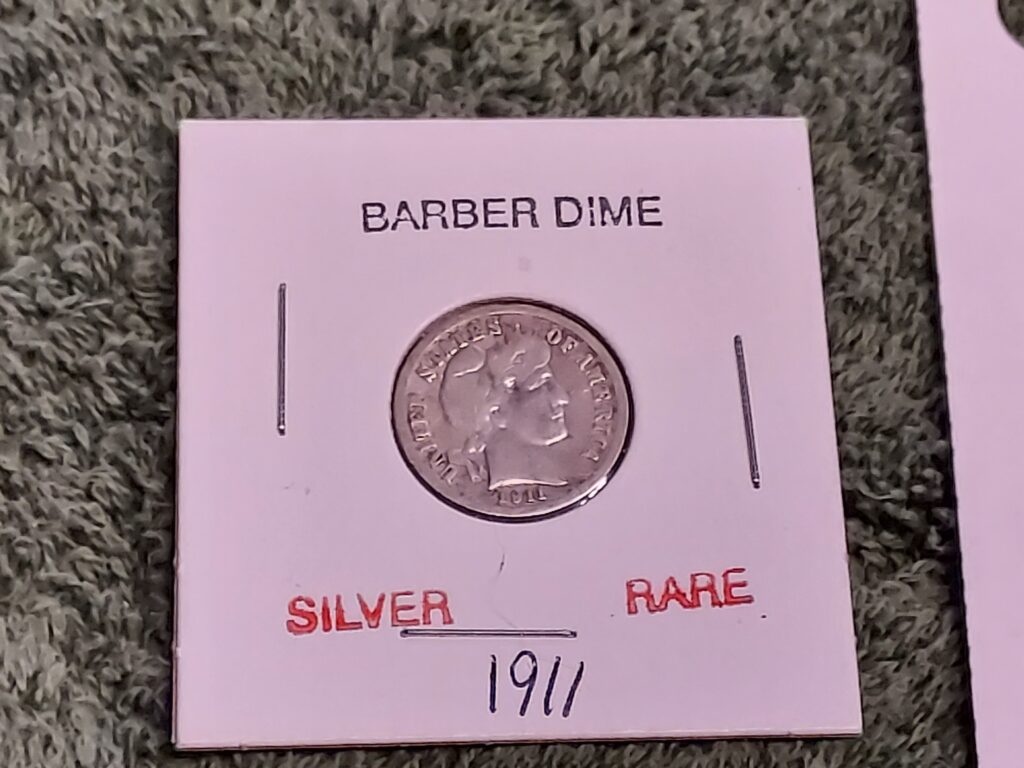 BARBER DIME
UNITED STATES OF AMERICA
1911
SILVER RARE
1911